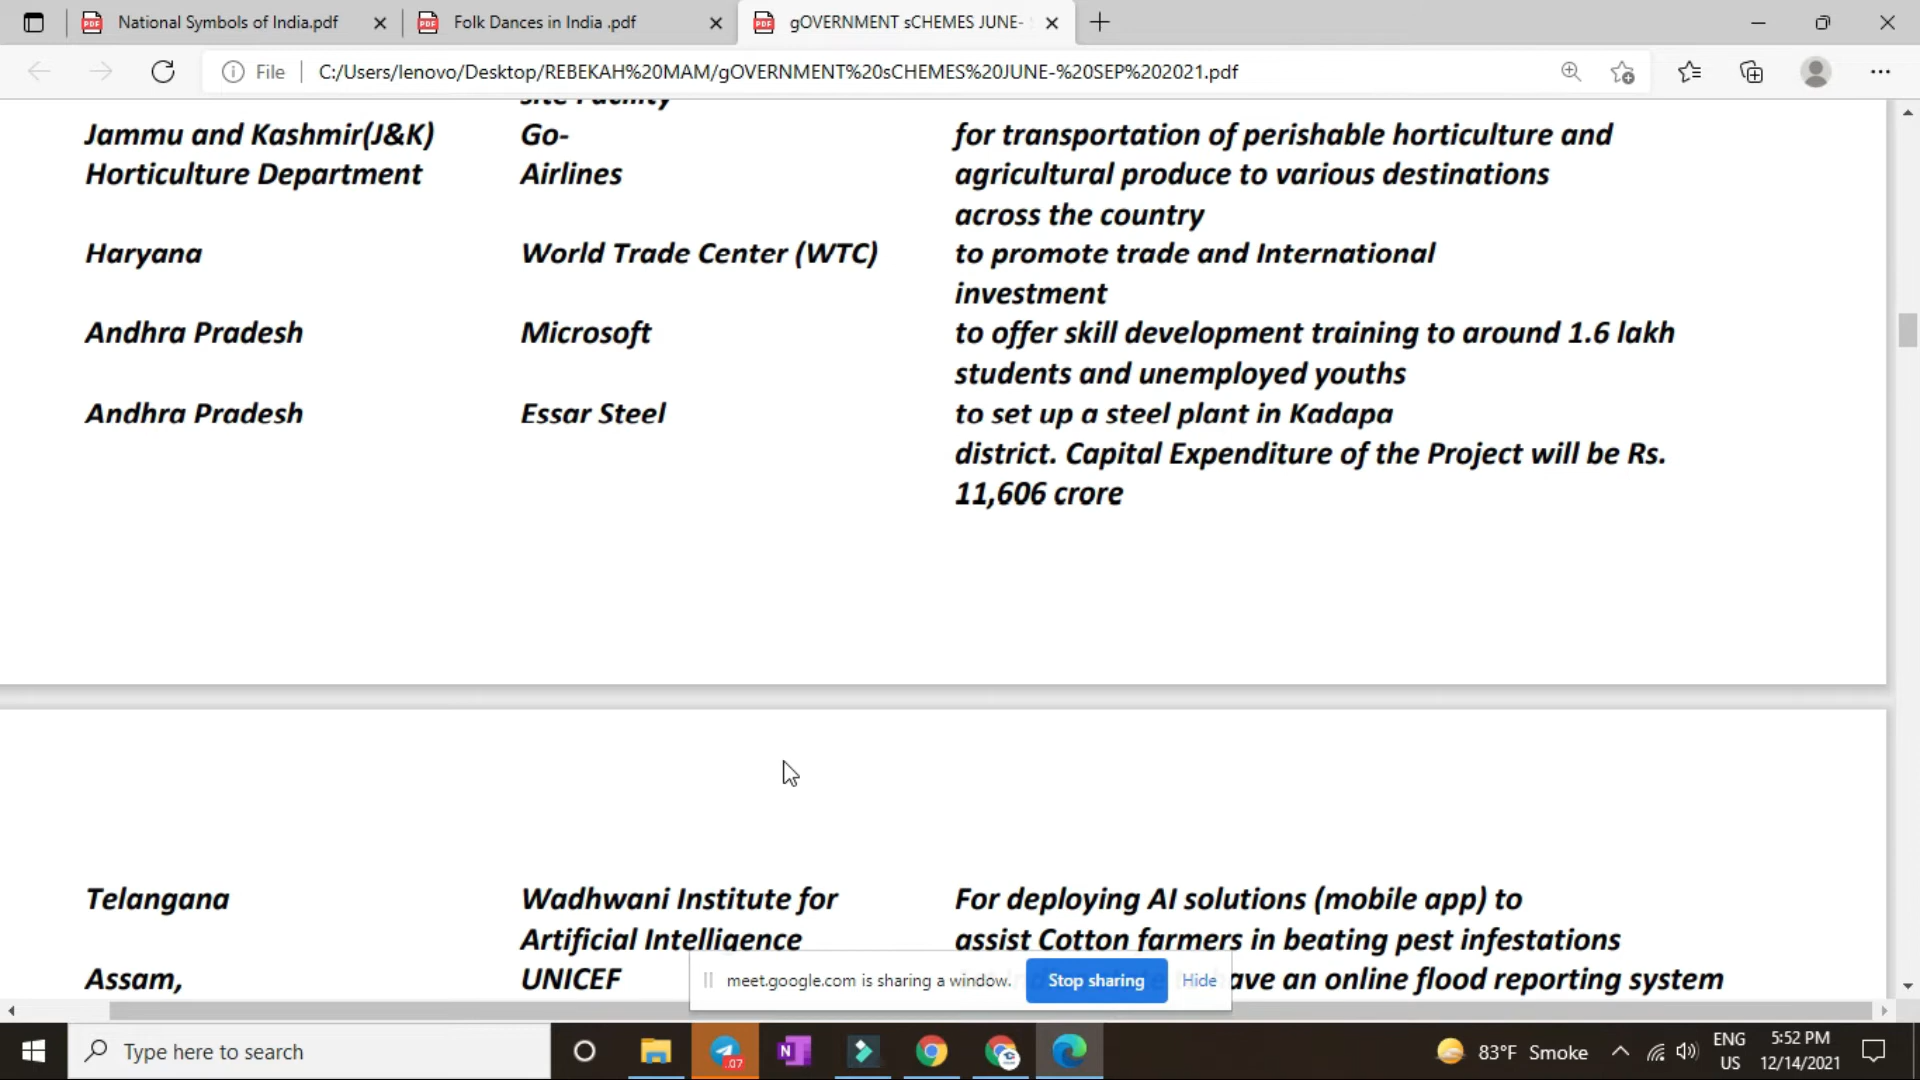 National Symbols of India.pdf
Folk Dances in India .pdf
gOVERNMENT sCHEMES JUNE-
File
C:/Users/lenovo/Desktop/REBEKAH%20MAM/gOVERNMENT%20sCHEMES%20JUNE-%20SEP%202021.pdf
site Facility
Jammu and Kashmir(J&K) Go- for transportation of perishable horticulture and
Horticulture Department Airlines agricultural produce to various destinations
across the country
Haryana World Trade Center (WTC) to promote trade and International
investment
Andhra Pradesh Microsoft to offer skill development training to around 1.6 lakh
students and unemployed youths
Andhra Pradesh Essar Steel to set up a steel plant in Kadapa
district. Capital Expenditure of the Project will be Rs.
11,606 crore
Telangana Wadhwani Institute for For deploying AI solutions (mobile app) to
Artificial Intelligence assist Cotton farmers in beating pest infestations
Assam, UNICEF ave an online flood reporting system
meet.google.com is sharing a window. Stop sharing Hide
Type here to search
.07
83°F Smoke
ENG
US
5:52 PM
12/14/2021